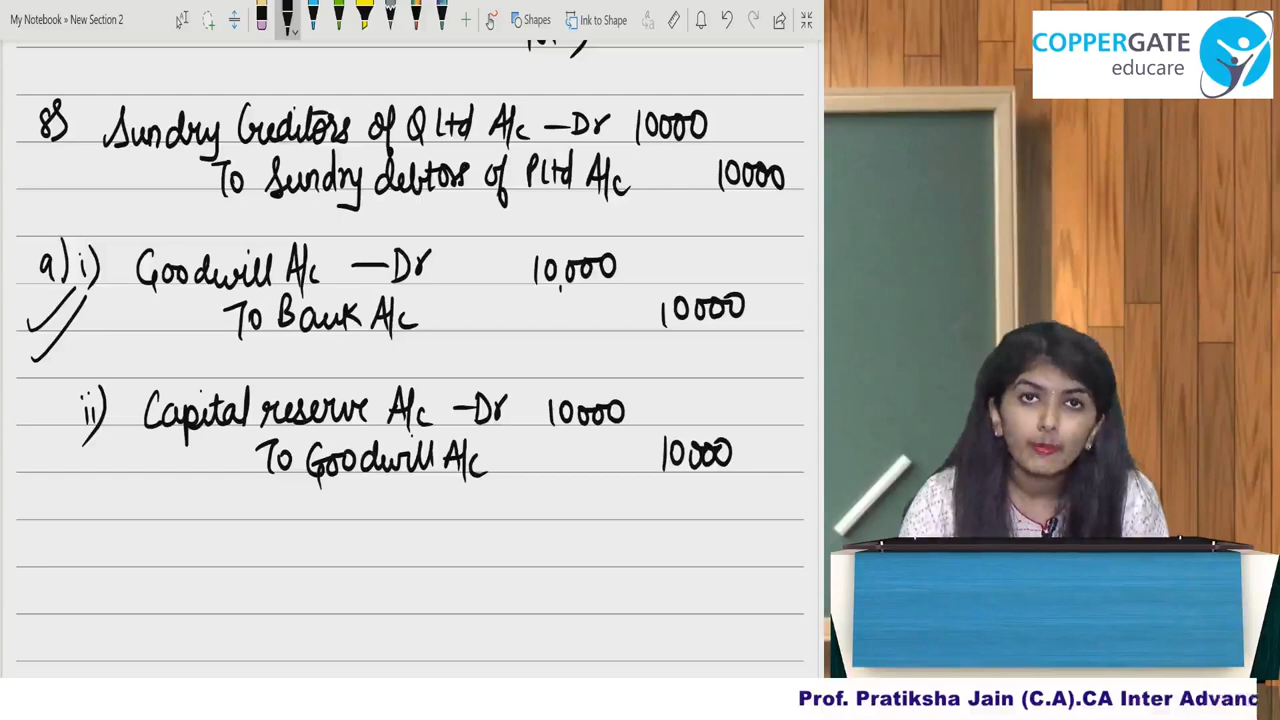 My Notebook » New Section 2
Shapes
Ink to Shape
COPPERGATE
educare
8) Sundry Creditors of Q Ltd A/c —Dr 10000
To Sundry debtors of P Ltd A/c 10000
9) i) Goodwill A/c —Dr 10,000
To Bank A/c 10000
ii) Capital reserve A/c —Dr 10000
To Goodwill A/c 10000
Prof. Pratiksha Jain (C.A).CA Inter Advanc